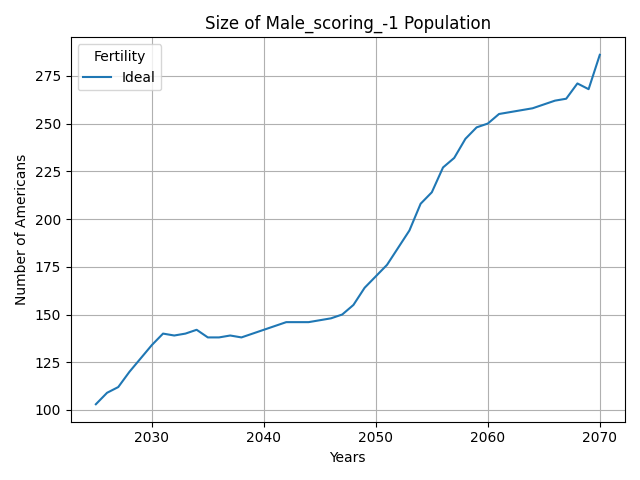 Size of Male_scoring_-1 Population
Fertility
Ideal
Number of Americans
275
250
225
200
175
150
125
100
2030 2040 2050 2060 2070
Years